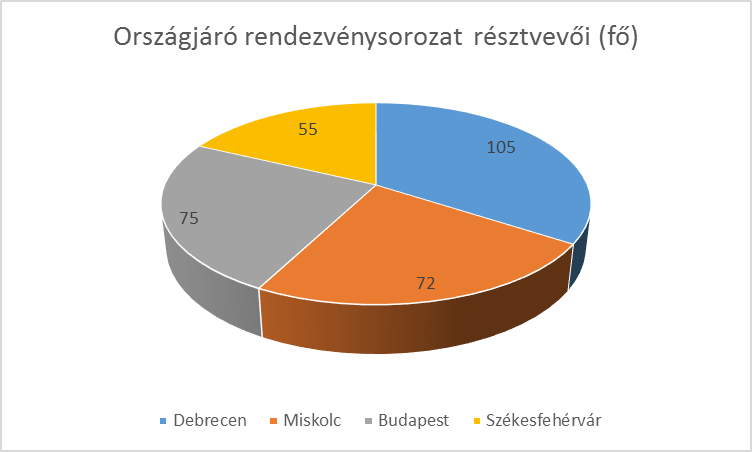 Országjáró rendezvénysorozat résztvevői (fő)
55
105
75
72
Debrecen Miskolc Budapest Székesfehérvár